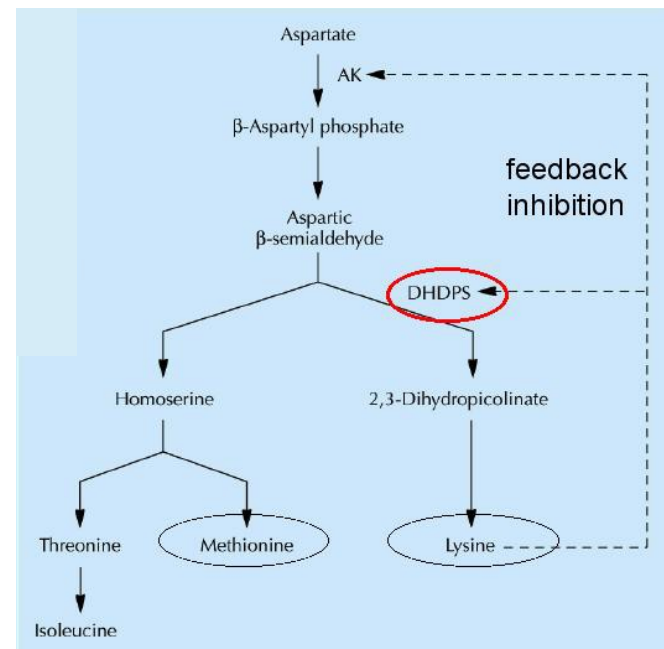 Aspartate
AK
β-Aspartyl phosphate
feedback
inhibition
Aspartic
β-semialdehyde
DHDPS
Homoserine
2,3-Dihydropicolinate
Threonine
Methionine
Lysine
Isoleucine